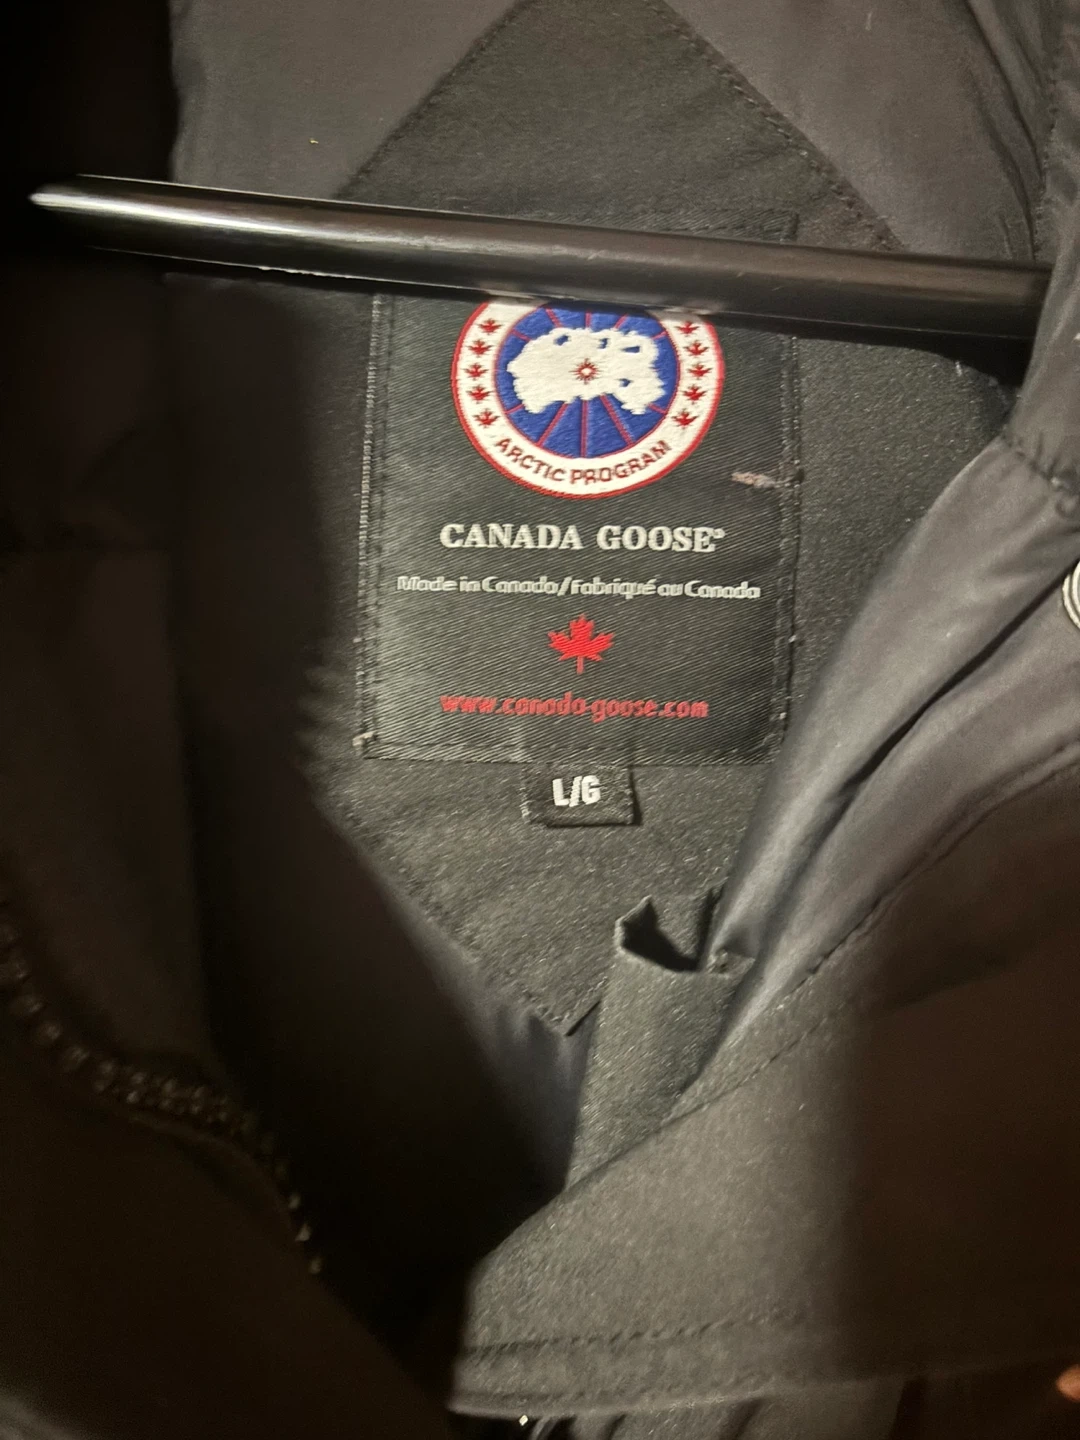 ARCTIC PROGRAM
CANADA GOOSE®
Made in Canada/Fabriqué au Canada
www.canada-goose.com
L/G